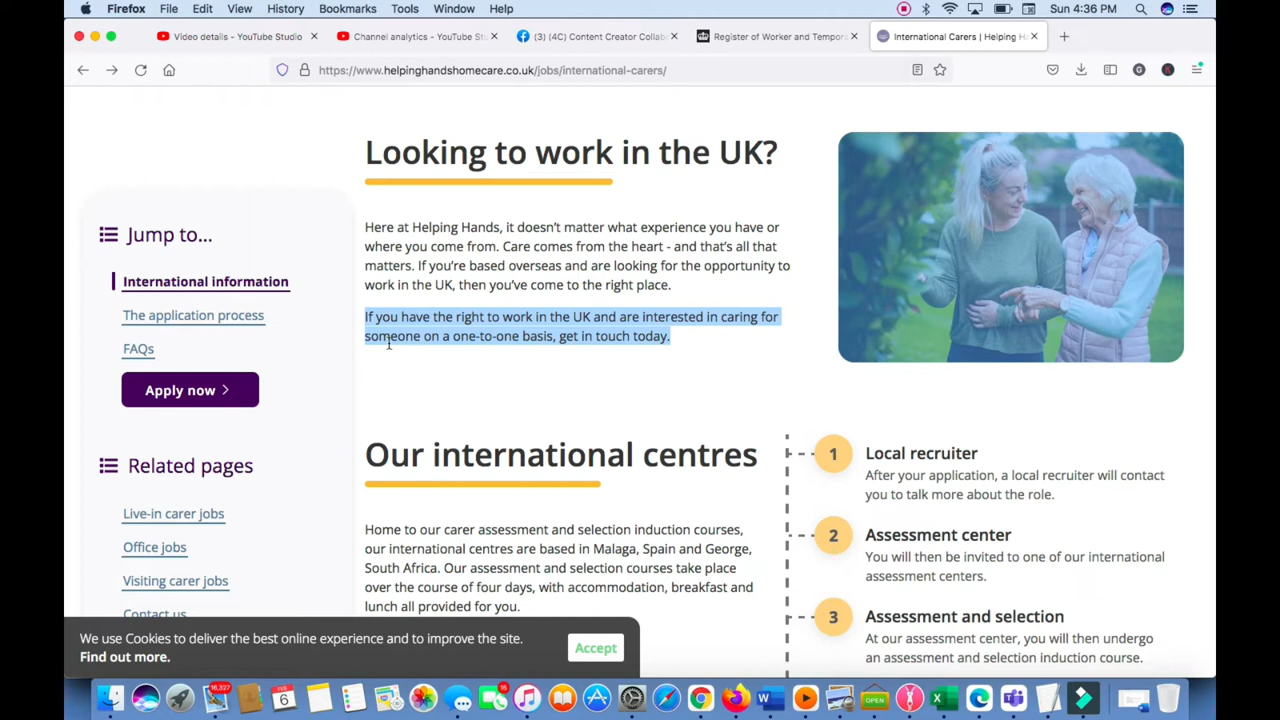 Firefox File Edit View History Bookmarks Tools Window Help Sun 4:36 PM
Video details - YouTube Studio
Channel analytics - YouTube Stu
(3) (4C) Content Creator Collab
Register of Worker and Tempor
International Carers | Helping H
https://www.helpinghandshomecare.co.uk/jobs/international-carers/
Jump to...
International information
The application process
FAQs
Apply now
Related pages
Live-in carer jobs
Office jobs
Visiting carer jobs
Contact us
Looking to work in the UK?
Here at Helping Hands, it doesn't matter what experience you have or
where you come from. Care comes from the heart - and that's all that
matters. If you're based overseas and are looking for the opportunity to
work in the UK, then you've come to the right place.
If you have the right to work in the UK and are interested in caring for
someone on a one-to-one basis, get in touch today.
Our international centres
Home to our carer assessment and selection induction courses,
our international centres are based in Malaga, Spain and George,
South Africa. Our assessment and selection courses take place
over the course of four days, with accommodation, breakfast and
lunch all provided for you.
1 Local recruiter
After your application, a local recruiter will contact
you to talk more about the role.
2 Assessment center
You will then be invited to one of our international
assessment centers.
3 Assessment and selection
At our assessment center, you will then undergo
an assessment and selection induction course.
We use Cookies to deliver the best online experience and to improve the site.
Find out more.
Accept
16,327
FEB
6
16
OPEN